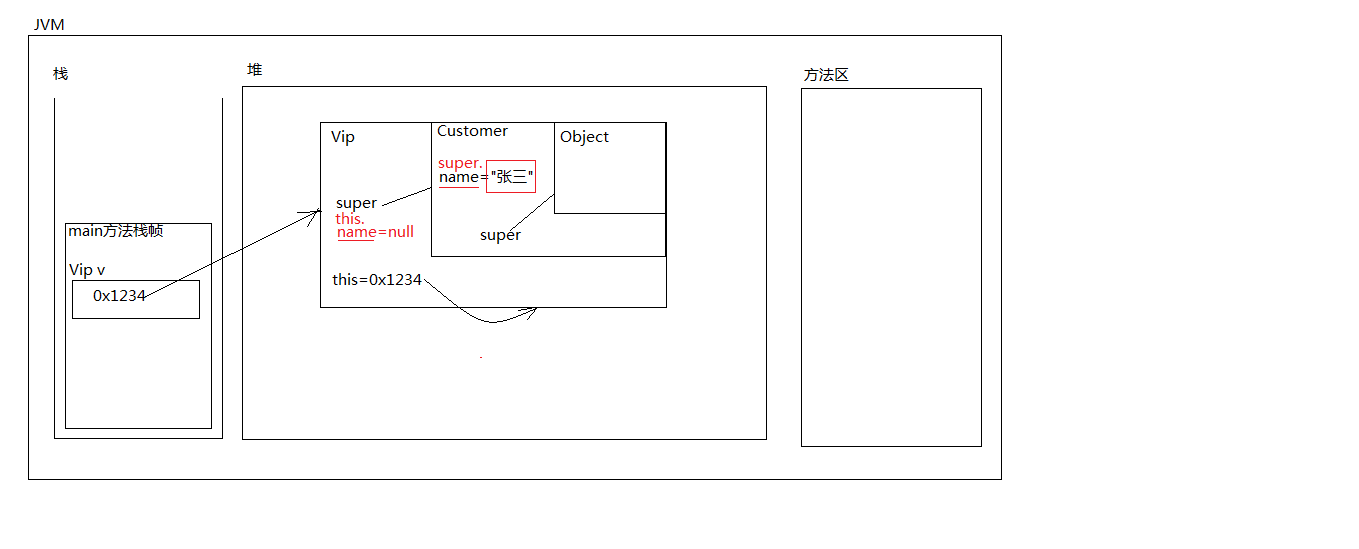 JVM
栈
堆
方法区
main方法栈帧
Vip v
0x1234
Vip
super
this.
name=null
this=0x1234
Customer
super.
name="张三"
super
Object